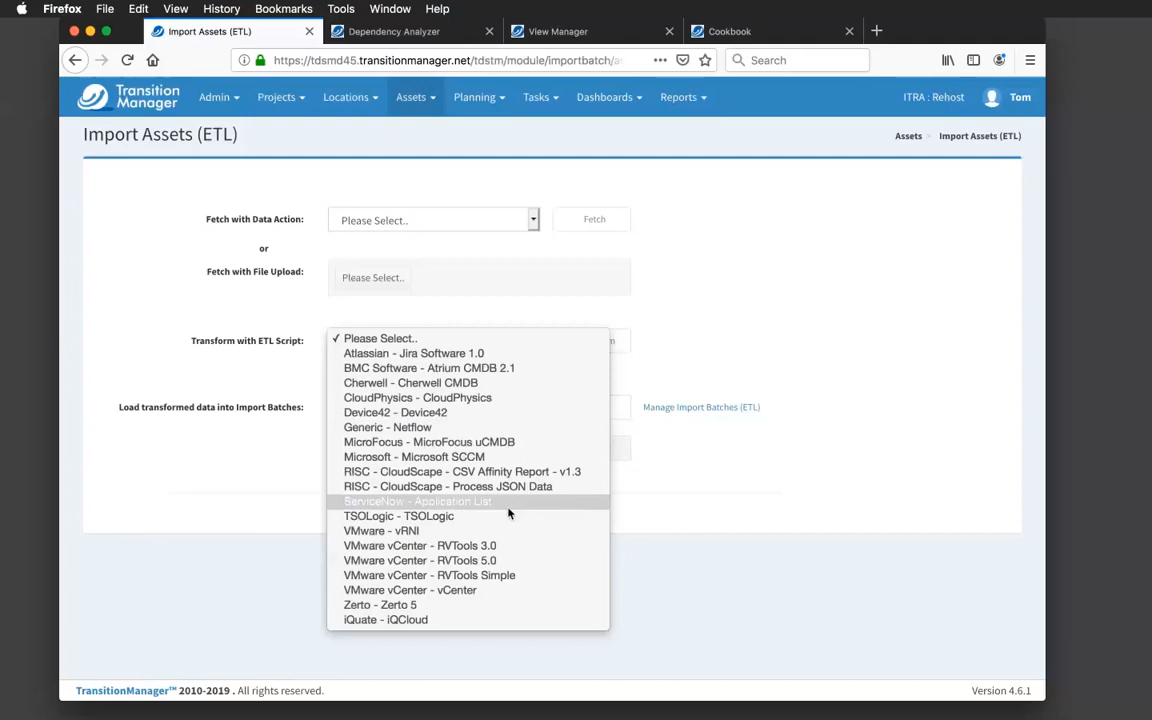 Firefox File Edit View History Bookmarks Tools Window Help
Import Assets (ETL) Dependency Analyzer View Manager Cookbook
https://tdsmd45.transitionmanager.net/tdstm/module/importbatch/ Search
Transition Manager Admin Projects Locations Assets Planning Tasks Dashboards Reports ITRA : Rehost Tom
Import Assets (ETL) Assets > Import Assets (ETL)
Fetch with Data Action: Please Select.. Fetch
or
Fetch with File Upload: Please Select..
Transform with ETL Script: ✓ Please Select..
Atlassian - Jira Software 1.0
BMC Software - Atrium CMDB 2.1
Cherwell - Cherwell CMDB
CloudPhysics - CloudPhysics
Load transformed data into Import Batches: Manage Import Batches (ETL)
Device42 - Device42
Generic - Netflow
MicroFocus - MicroFocus uCMDB
Microsoft - Microsoft SCCM
RISC - CloudScape - CSV Affinity Report - v1.3
RISC - CloudScape - Process JSON Data
ServiceNow - Application List
TSOLogic - TSOLogic
VMware - vRNI
VMware vCenter - RVTools 3.0
VMware vCenter - RVTools 5.0
VMware vCenter - RVTools Simple
VMware vCenter - vCenter
Zerto - Zerto 5
iQuate - iQCloud
TransitionManager™ 2010-2019 . All rights reserved. Version 4.6.1